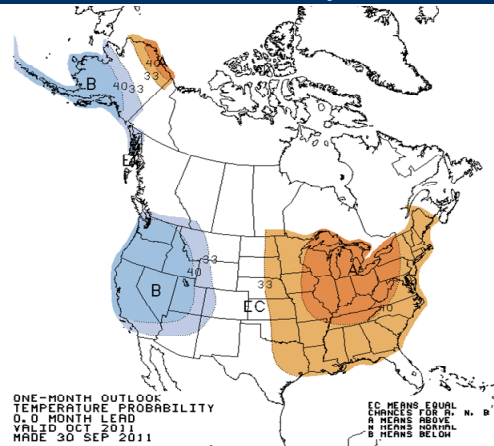 A
40
33
B
40
33
E
33
40
B
EC
33
A
40
ONE-MONTH OUTLOOK
TEMPERATURE PROBABILITY
0.0 MONTH LEAD
VALID OCT 2011
MADE 30 SEP 2011
EC MEANS EQUAL
CHANCES FOR A, N, B
A MEANS ABOVE
N MEANS NORMAL
B MEANS BELOW